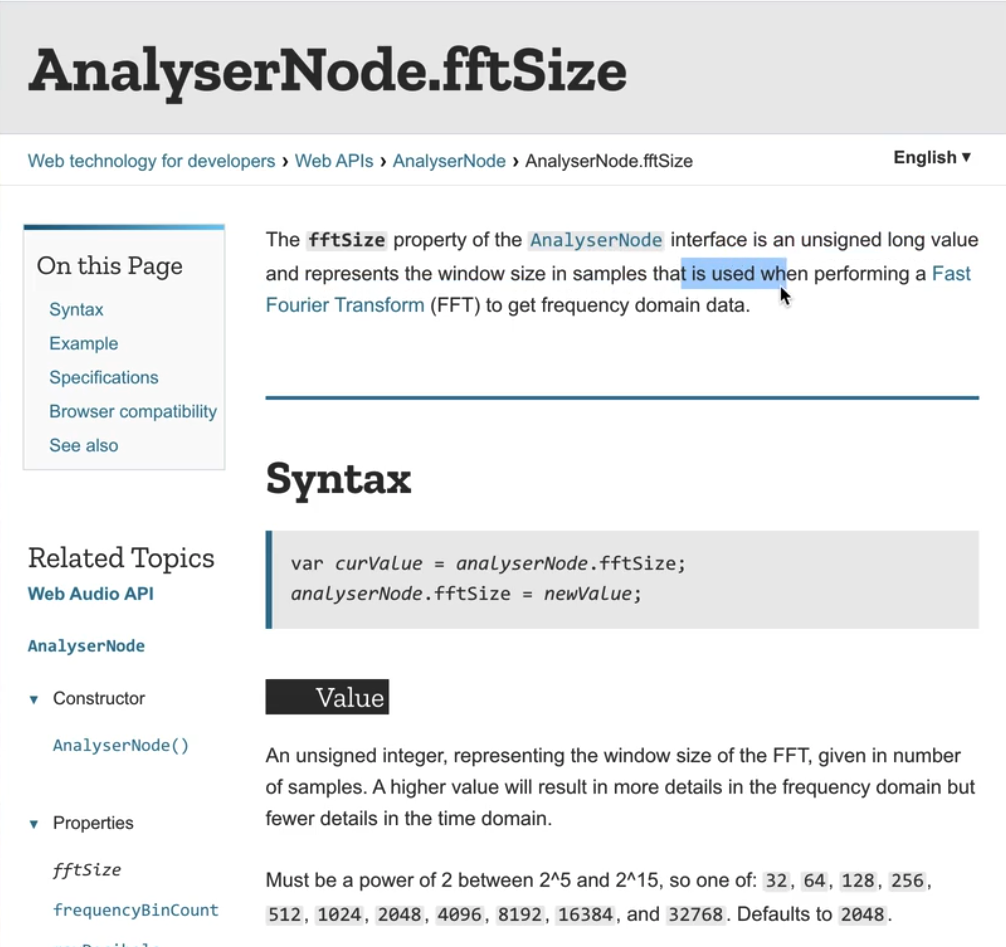 AnalyserNode.fftSize
Web technology for developers › Web APIs › AnalyserNode › AnalyserNode.fftSize
English ▼
The fftSize property of the AnalyserNode interface is an unsigned long value
and represents the window size in samples that is used when performing a Fast
Fourier Transform (FFT) to get frequency domain data.
On this Page
Syntax
Example
Specifications
Browser compatibility
See also
Related Topics
Web Audio API
AnalyserNode
▼ Constructor
AnalyserNode()
▼ Properties
fftSize
frequencyBinCount
Syntax
var curValue = analyserNode.fftSize;
analyserNode.fftSize = newValue;
Value
An unsigned integer, representing the window size of the FFT, given in number
of samples. A higher value will result in more details in the frequency domain but
fewer details in the time domain.
Must be a power of 2 between 2^5 and 2^15, so one of: 32, 64, 128, 256,
512, 1024, 2048, 4096, 8192, 16384, and 32768. Defaults to 2048.